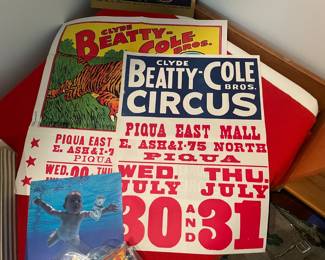 CLYDE
BEATTY-COLE
BROS.
PIQUA EAST
E. ASH & I-7
PIQUA
WED.
THU
CLYDE
BEATTY-COLE
BROS.
CIRCUS
PIQUA EAST MALL
E. ASH & I-75 NORTH
PIQUA
WED. THU.
JULY JULY
30 AND 31